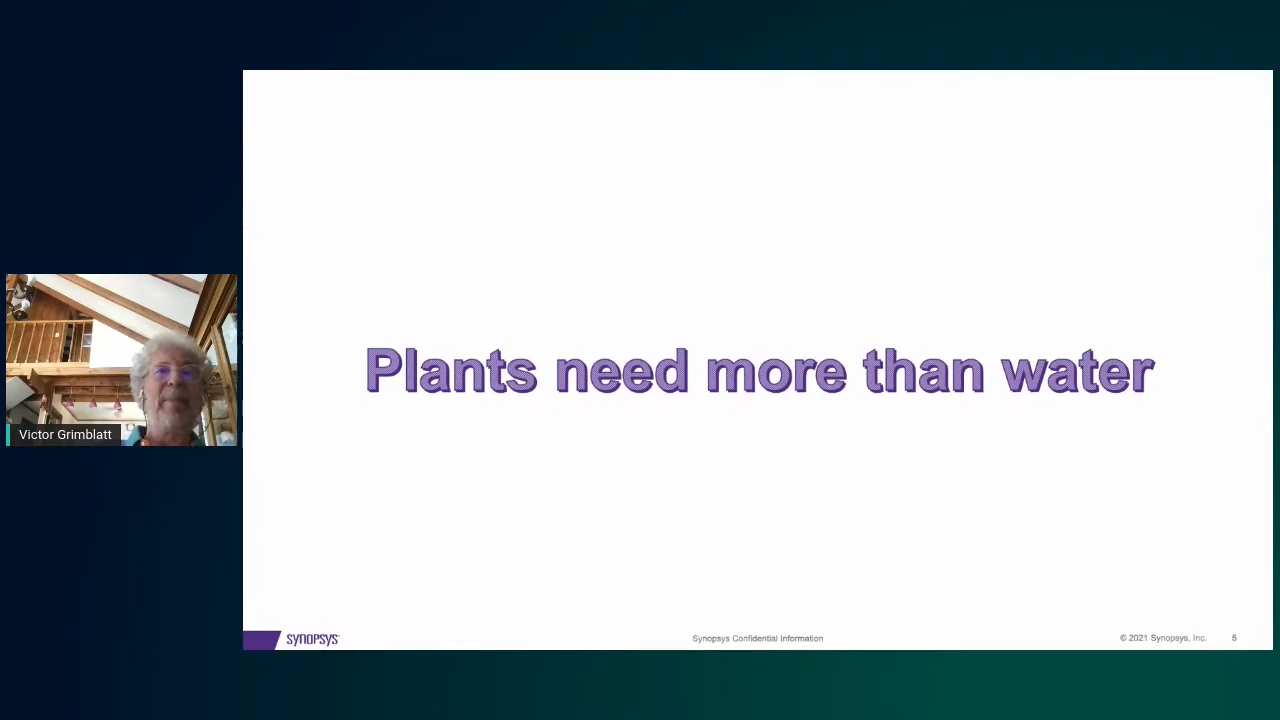 Plants need more than water
Victor Grimblatt
SYNOPSYS
Synopsys Confidential Information
© 2021 Synopsys, Inc.
5